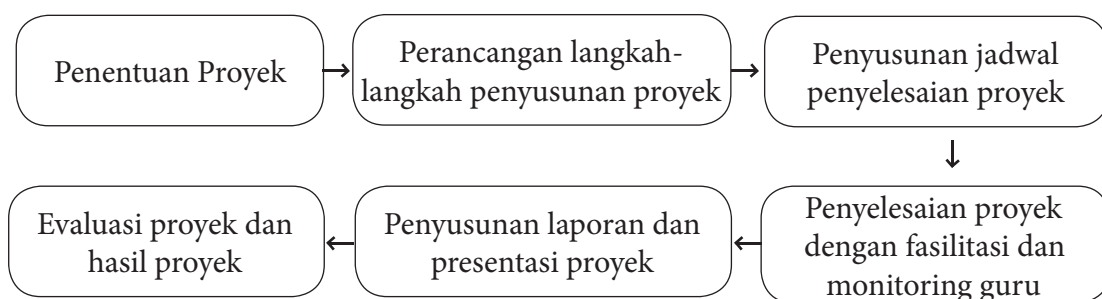 Penentuan Proyek
Perancangan langkah-
langkah penyusunan proyek
Penyusunan jadwal
penyelesaian proyek
Penyelesaian proyek
dengan fasilitasi dan
monitoring guru
Penyusunan laporan dan
presentasi proyek
Evaluasi proyek dan
hasil proyek